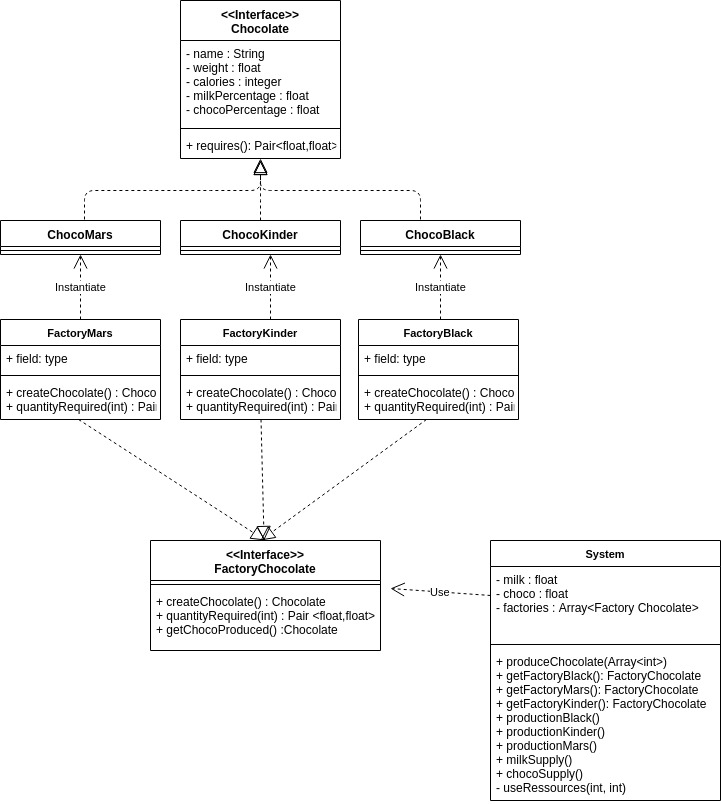 <<Interface>>
Chocolate
- name : String
- weight : float
- calories : integer
- milkPercentage : float
- chocoPercentage : float
+ requires(): Pair<float,float>
ChocoMars
ChocoKinder
ChocoBlack
Instantiate
Instantiate
Instantiate
FactoryMars
+ field: type
+ createChocolate() : Choco
+ quantityRequired(int) : Pair
FactoryKinder
+ field: type
+ createChocolate() : Choco
+ quantityRequired(int) : Pai
FactoryBlack
+ field: type
+ createChocolate() : Choco
+ quantityRequired(int) : Pai
<<Interface>>
FactoryChocolate
+ createChocolate() : Chocolate
+ quantityRequired(int) : Pair <float,float>
+ getChocoProduced() :Chocolate
Use
System
- milk : float
- choco : float
- factories : Array<Factory Chocolate>
+ produceChocolate(Array<int>)
+ getFactoryBlack(): FactoryChocolate
+ getFactoryMars(): FactoryChocolate
+ getFactoryKinder(): FactoryChocolate
+ productionBlack()
+ productionKinder()
+ productionMars()
+ milkSupply()
+ chocoSupply()
- useRessources(int, int)